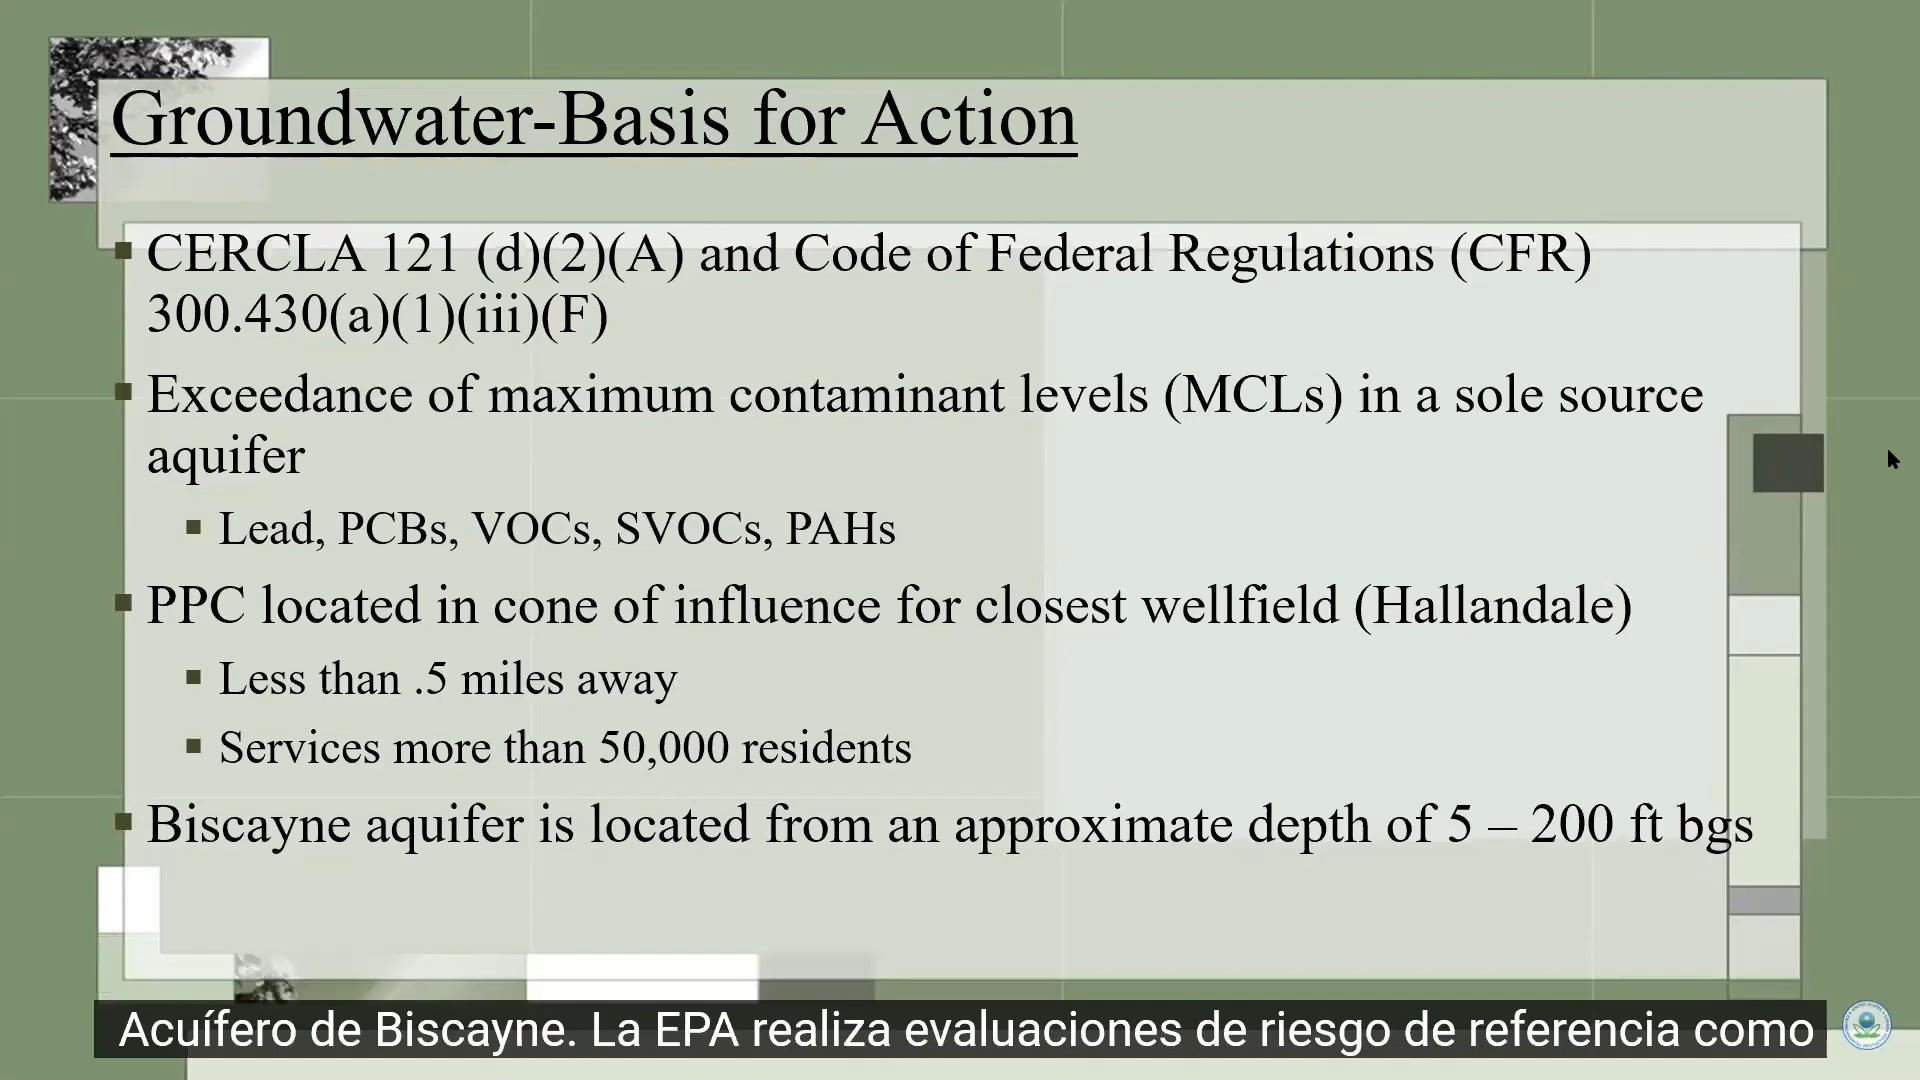 Groundwater-Basis for Action
CERCLA 121 (d)(2)(A) and Code of Federal Regulations (CFR)
300.430(a)(1)(iii)(F)
Exceedance of maximum contaminant levels (MCLs) in a sole source
aquifer
Lead, PCBs, VOCs, SVOCs, PAHs
PPC located in cone of influence for closest wellfield (Hallandale)
Less than .5 miles away
Services more than 50,000 residents
Biscayne aquifer is located from an approximate depth of 5 – 200 ft bgs
Acuífero de Biscayne. La EPA realiza evaluaciones de riesgo de referencia como